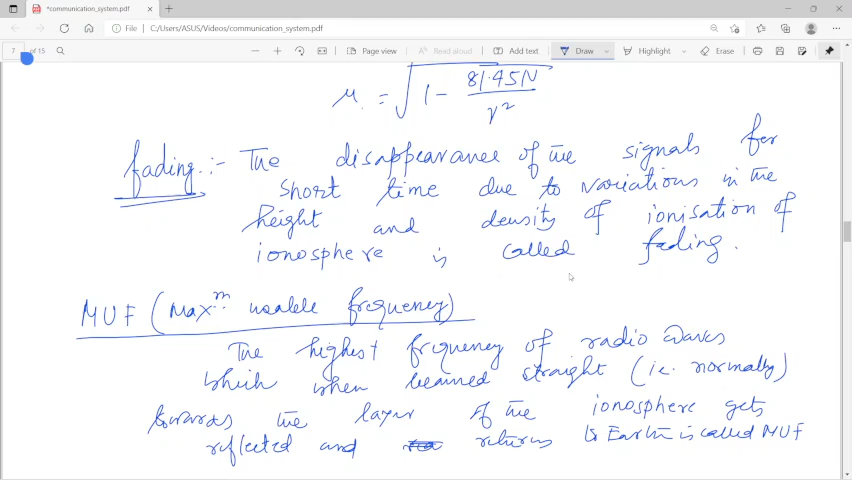 *communication_system.pdf
File C:/Users/ASUS/Videos/communication_system.pdf
7 of 15 Page view Read aloud Add text Draw Highlight Erase
μ = √1 - 81.45N/ν²
fading :- The disappearance of the signals for
short time due to variations in the
height and density of ionisation of
ionosphere is called fading.
MUF (Maxᵐ usable frequency)
The highest frequency of radio waves
which when beamed straight (i.e. normally)
towards the layer of the ionosphere gets
reflected and returns to Earth is called MUF